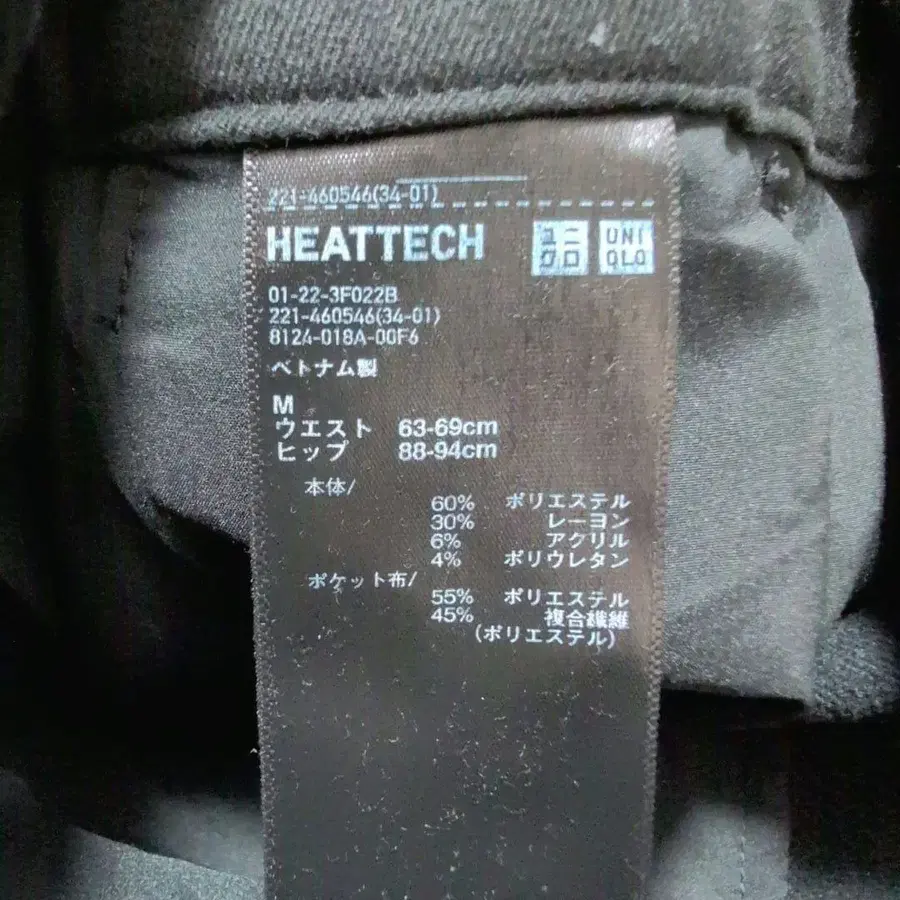 221-460546(34-01)
HEATTECH
ユニ
クロ
UNI
QLO
01-22-3F022B
221-460546(34-01)
8124-018A-00F6
ベトナム製
M
ウエスト 63-69cm
ヒップ 88-94cm
本体/
60% ポリエステル
30% レーヨン
6% アクリル
4% ポリウレタン
ポケット布/
55% ポリエステル
45% 複合繊維
(ポリエステル)